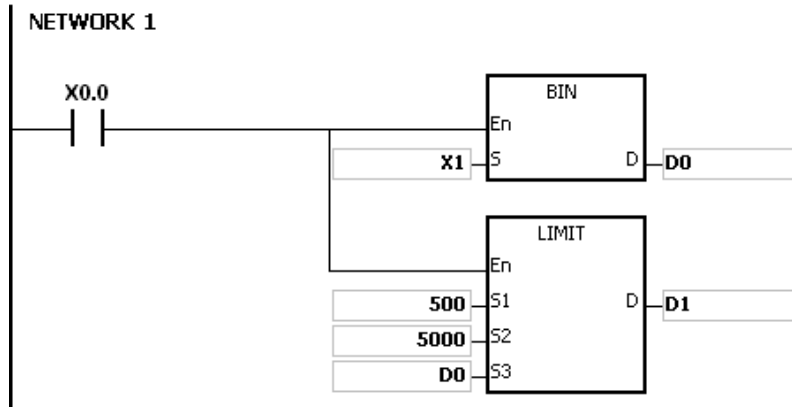 NETWORK 1
X0.0
BIN
En
X1 S D D0
LIMIT
En
500 S1 D D1
5000 S2
D0 S3